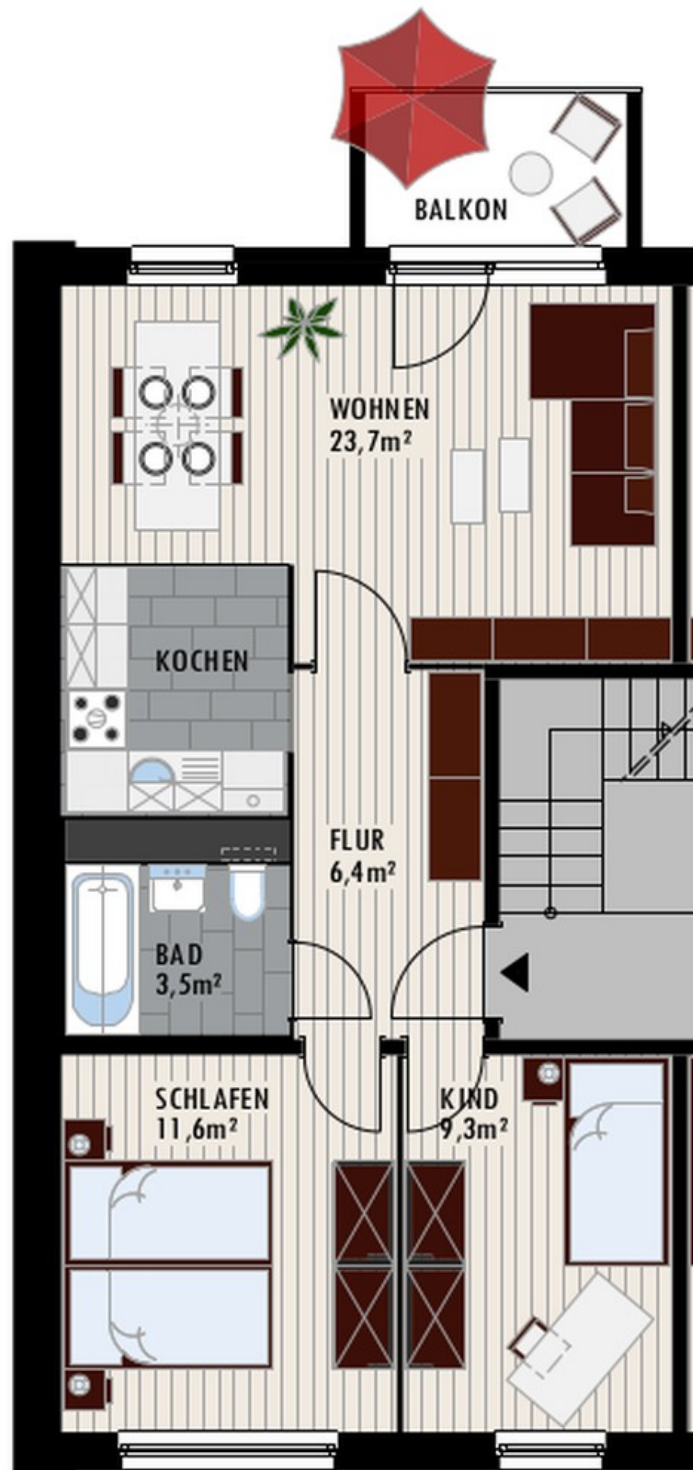 BALKON
WOHNEN
23,7m²
KOCHEN
FLUR
6,4m²
BAD
3,5m²
SCHLAFEN
11,6m²
KIND
9,3m²